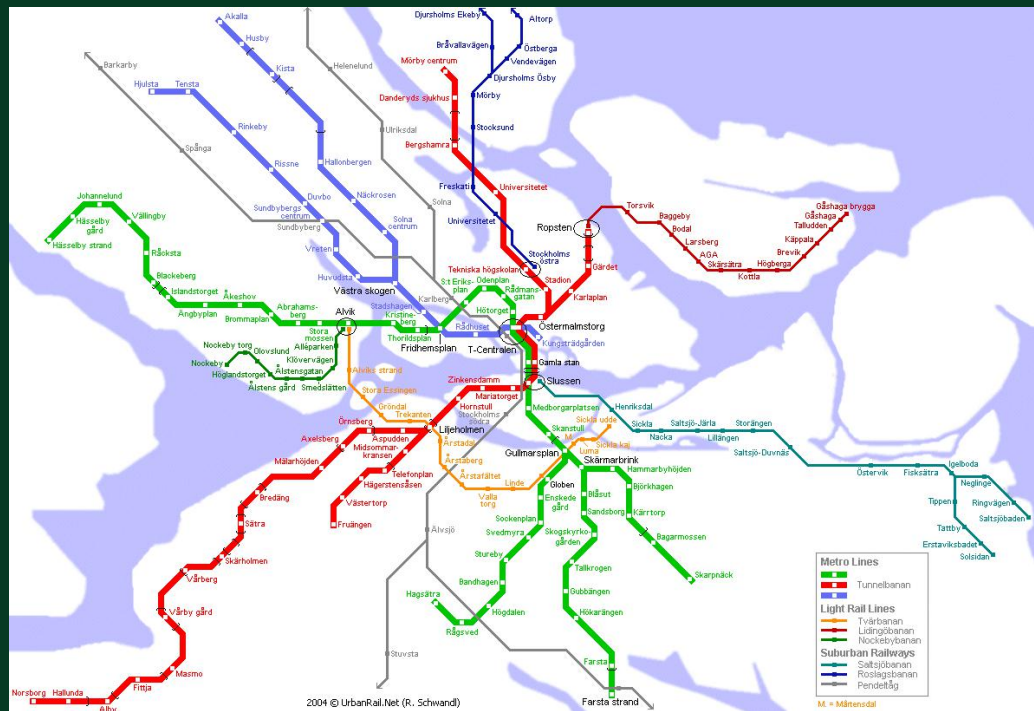 Akalla
Husby
Kista
Hallonbergen
Näckrosen
Solna
centrum
Hjulsta
Tensta
Rinkeby
Rissne
Duvbo
Sundbybergs
centrum
Sundbyberg
Vreten
Huvudsta
Västra skogen
Stadshagen
Rådhuset
Kungsträdgården
Barkarby
Spånga
Helenelund
Ulriksdal
Solna
Karlberg
Djursholms Ekeby
Altorp
Bråvallavägen
Östberga
Vendevägen
Djursholms Ösby
Mörby
Stocksund
Freskati
Universitetet
Stockholms
östra
Mörby centrum
Danderyds sjukhus
Bergshamra
Universitetet
Tekniska högskolan
Stadion
Ropsten
Gärdet
Karlaplan
Östermalmstorg
Torsvik
Baggeby
Bodal
Larsberg
AGA
Skärsätra
Kottla
Högberga
Brevik
Käppala
Talludden
Gåshaga
Gåshaga brygga
Johannelund
Hässelby
gård
Hässelby strand
Vällingby
Råcksta
Blackeberg
Islandstorget
Ängbyplan
Åkeshov
Brommaplan
Abrahams-
berg
Stora
mossen
Alvik
Kristine-
berg
Thorildsplan
Fridhemsplan
S:t Eriks-
plan
Odenplan
Rådmans-
gatan
Hötorget
T-Centralen
Gamla stan
Slussen
Nockeby torg
Nockeby
Olovslund
Höglandstorget
Ålstensgatan
Ålstens gård
Smedslätten
Klövervägen
Alléparken
Alviks strand
Stora Essingen
Gröndal
Trekanten
Liljeholmen
Årstadal
Årstaberg
Årstafältet
Valla
torg
Linde
Globen
Gullmarsplan
M.
Luma
Sickla kaj
Sickla udde
Zinkensdamm
Mariatorget
Hornstull
Stockholms
södra
Medborgarplatsen
Skanstull
Skärmarbrink
Henriksdal
Sickla
Nacka
Saltsjö-Järla
Lillängen
Storängen
Saltsjö-Duvnäs
Östervik
Fisksätra
Igelboda
Neglinge
Ringvägen
Saltsjöbaden
Tippen
Tattby
Erstaviksbadet
Solsidan
Örnsberg
Axelsberg
Mälarhöjden
Bredäng
Sätra
Skärholmen
Vårberg
Vårby gård
Masmo
Fittja
Alby
Hallunda
Norsborg
Aspudden
Midsommar-
kransen
Telefonplan
Hägerstensåsen
Västertorp
Fruängen
Älvsjö
Stuvsta
Enskede
gård
Sockenplan
Svedmyra
Stureby
Bandhagen
Högdalen
Rågsved
Hagsätra
Blåsut
Sandsborg
Skogskyrko-
gården
Tallkrogen
Gubbängen
Hökarängen
Farsta
Farsta strand
Hammarbyhöjden
Björkhagen
Kärrtorp
Bagarmossen
Skarpnäck
Metro Lines
Tunnelbanan
Light Rail Lines
Tvärbanan
Lidingöbanan
Nockebybanan
Suburban Railways
Saltsjöbanan
Roslagsbanan
Pendeltåg
M. = Mårtensdal
2004 © UrbanRail.Net (R. Schwandl)